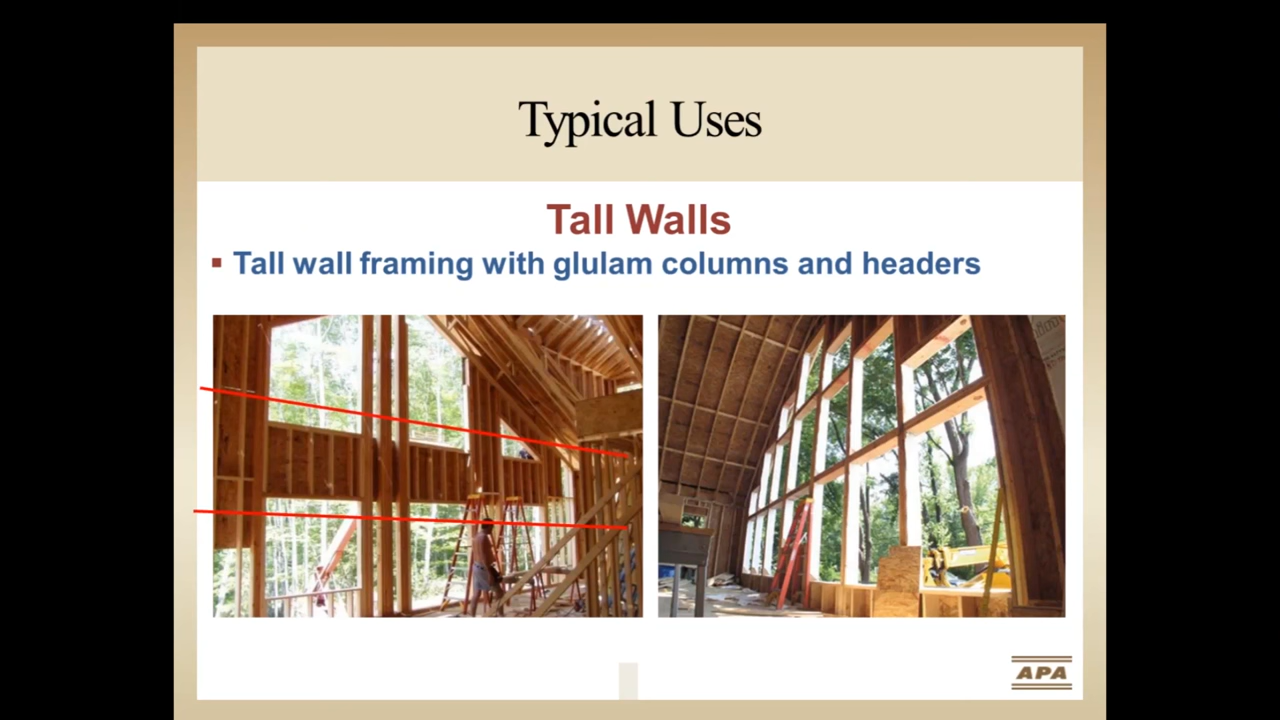 Typical Uses
Tall Walls
▪ Tall wall framing with glulam columns and headers
APA